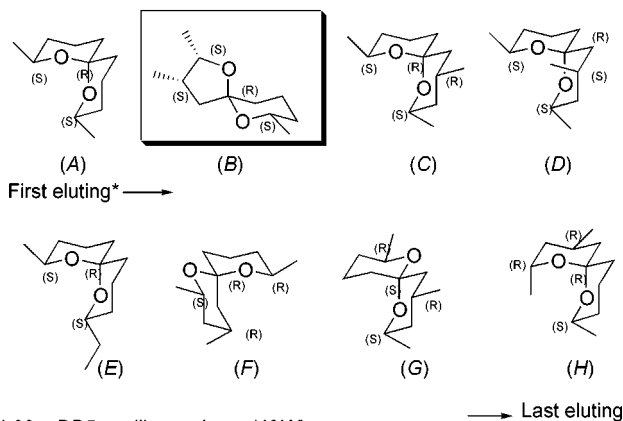 O (S) (R) O (S)
(S) O (S) (R) O (S)
O (S) (R) (R) O (S)
O (S) (R) (S) O (S)
(A) (B) (C) (D)
First eluting*
O (S) (R) O (S)
O O (S) (R) (R) (R)
(R) O (S) (R) O (S)
(R) (R) O (R) O (S)
(E) (F) (G) (H)
Last eluting